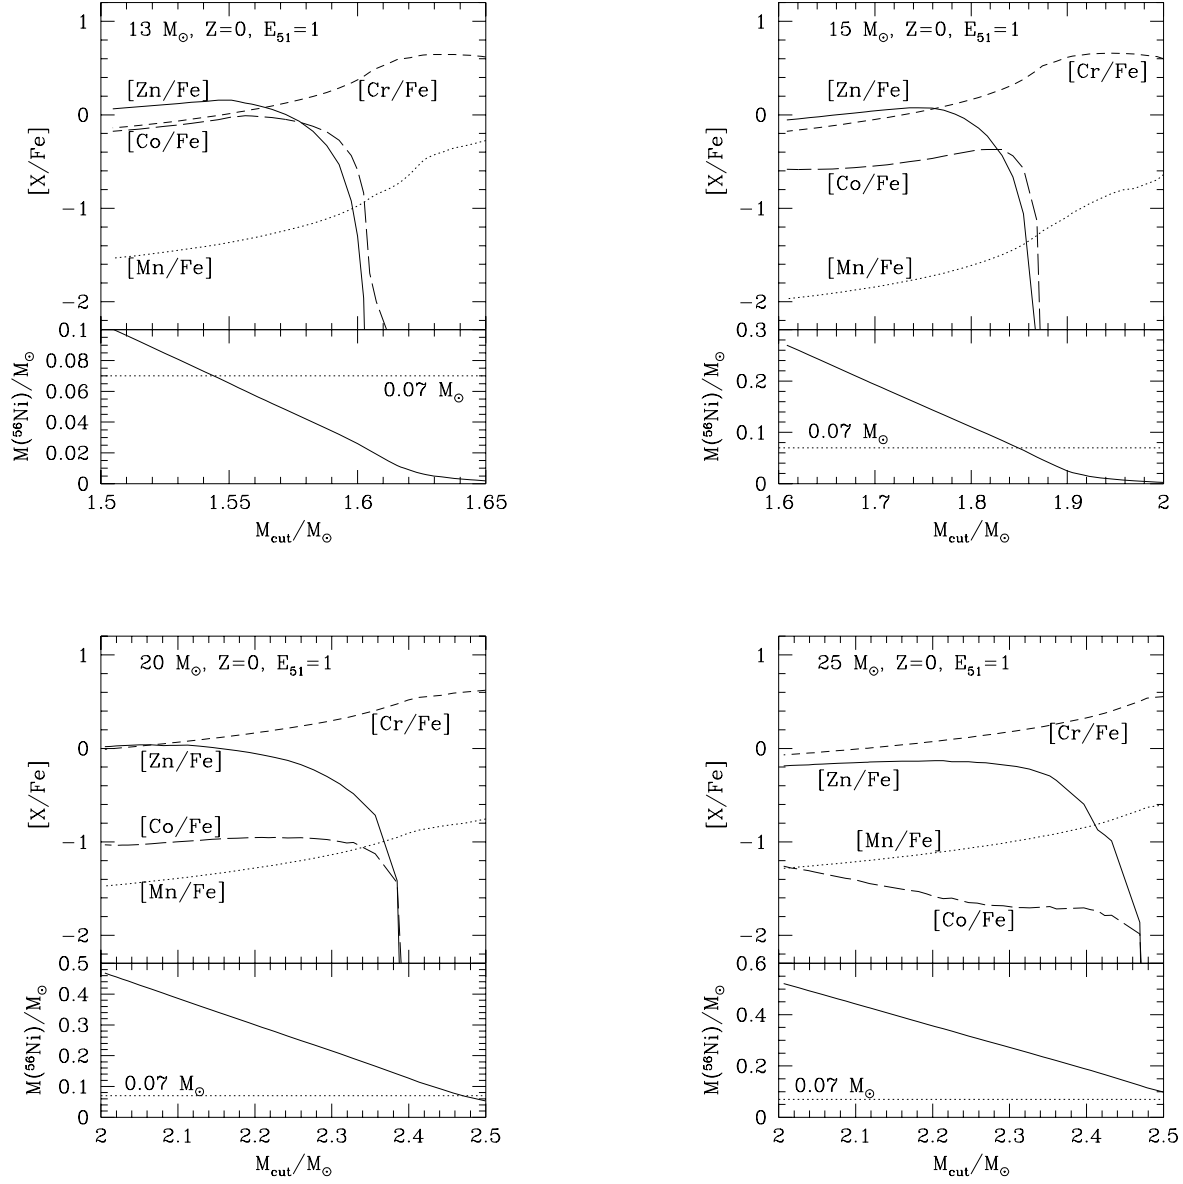 13 M⊙, Z=0, E51=1
[Zn/Fe]
[Cr/Fe]
[Co/Fe]
[Mn/Fe]
[X/Fe]
1
0
−1
−2
0.1
0.08
0.06
0.04
0.02
0
0.07 M⊙
M(56Ni)/M⊙
1.5 1.55 1.6 1.65
Mcut/M⊙
15 M⊙, Z=0, E51=1
[Zn/Fe]
[Cr/Fe]
[Co/Fe]
[Mn/Fe]
[X/Fe]
1
0
−1
−2
0.3
0.2
0.1
0
0.07 M⊙
M(56Ni)/M⊙
1.6 1.7 1.8 1.9 2
Mcut/M⊙
20 M⊙, Z=0, E51=1
[Cr/Fe]
[Zn/Fe]
[Co/Fe]
[Mn/Fe]
[X/Fe]
1
0
−1
−2
0.5
0.4
0.3
0.2
0.1
0
0.07 M⊙
M(56Ni)/M⊙
2 2.1 2.2 2.3 2.4 2.5
Mcut/M⊙
25 M⊙, Z=0, E51=1
[Cr/Fe]
[Zn/Fe]
[Mn/Fe]
[Co/Fe]
[X/Fe]
1
0
−1
−2
0.6
0.4
0.2
0
0.07 M⊙
M(56Ni)/M⊙
2 2.1 2.2 2.3 2.4 2.5
Mcut/M⊙